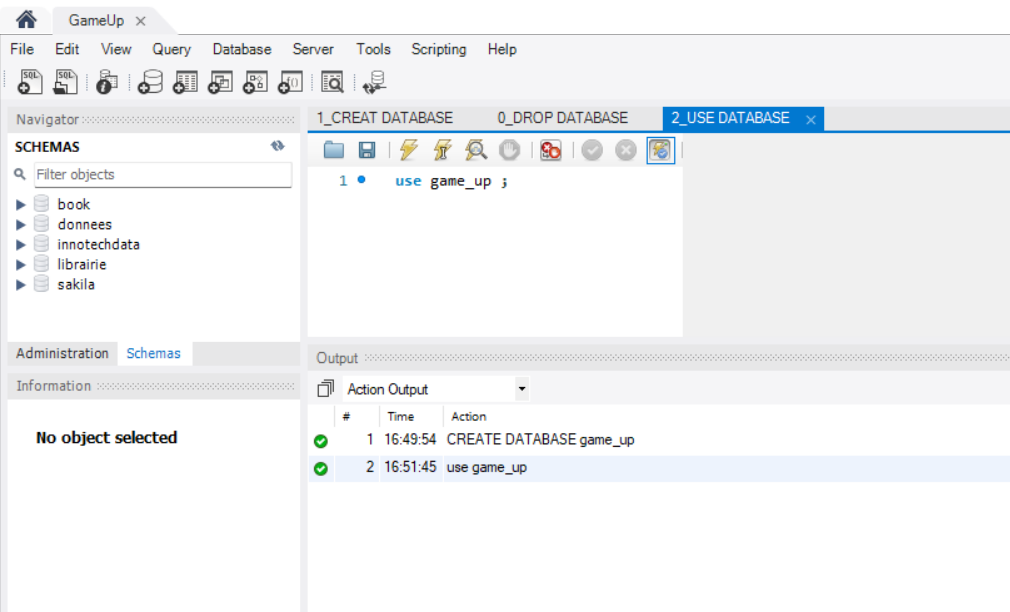 GameUp
File Edit View Query Database Server Tools Scripting Help
SQL SQL
Navigator
SCHEMAS
Filter objects
book
donnees
innotechdata
librairie
sakila
Administration Schemas
Information
No object selected
1_CREAT DATABASE 0_DROP DATABASE 2_USE DATABASE
1 use game_up ;
Output
Action Output
# Time Action
1 16:49:54 CREATE DATABASE game_up
2 16:51:45 use game_up